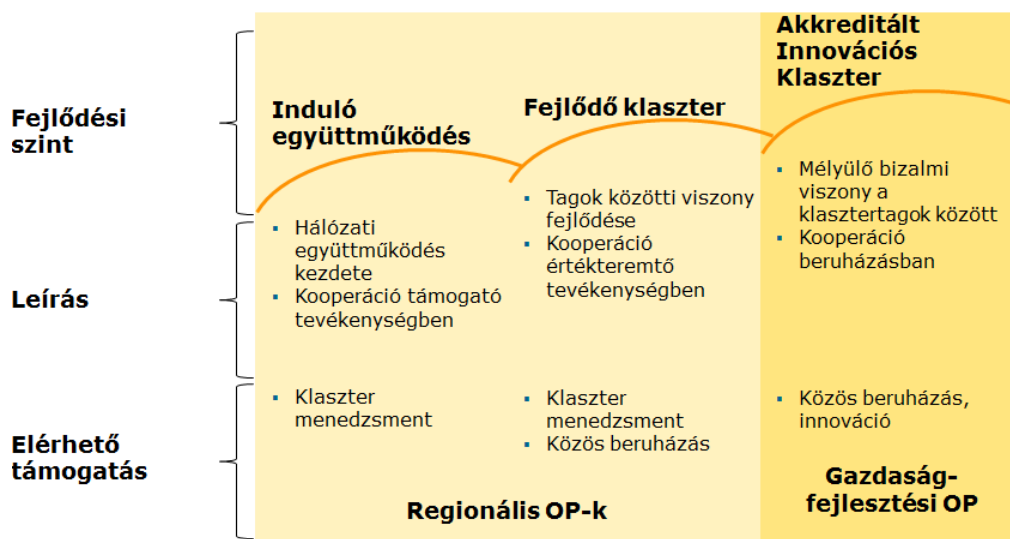 Fejlődési
szint
Induló
együttműködés
Fejlődő klaszter
Akkreditált
Innovációs
Klaszter
Leírás
▪ Hálózati
együttműködés
kezdete
▪ Kooperáció támogató
tevékenységben
▪ Tagok közötti viszony
fejlődése
▪ Kooperáció
értékteremtő
tevékenységben
▪ Mélyülő bizalmi
viszony a
klasztertagok között
▪ Kooperáció
beruházásban
Elérhető
támogatás
▪ Klaszter
menedzsment
▪ Klaszter
menedzsment
▪ Közös beruházás
▪ Közös beruházás,
innováció
Regionális OP-k
Gazdaság-
fejlesztési OP